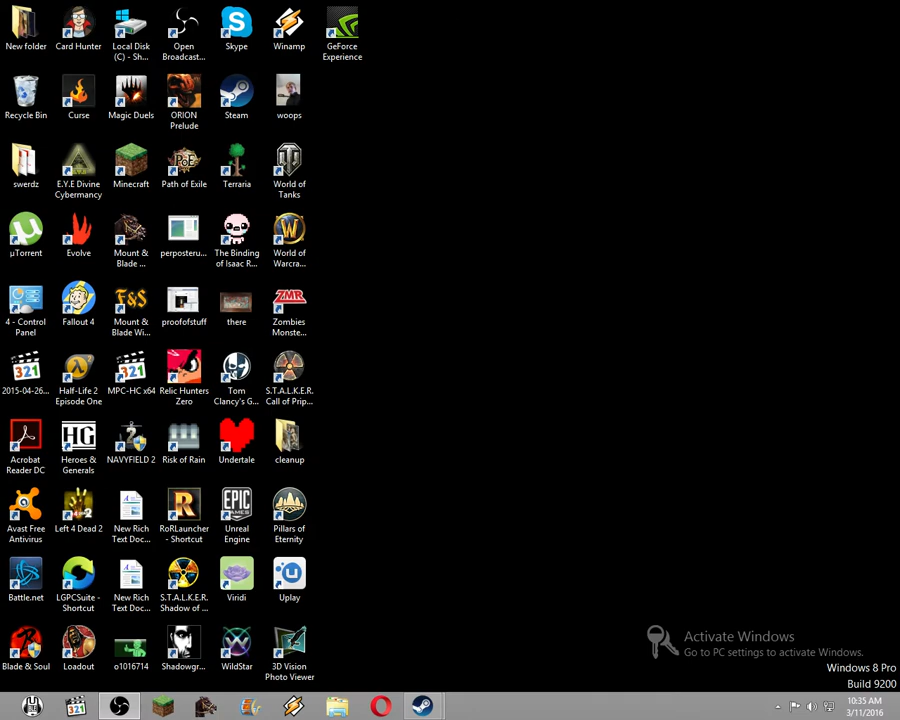 New folder
Card Hunter
Local Disk
(C) - Sh...
Open
Broadcast...
Skype
Winamp
GeForce
Experience
Recycle Bin
Curse
Magic Duels
ORION
Prelude
Steam
woops
swerdz
E.Y.E Divine
Cybermancy
Minecraft
Path of Exile
Terraria
World of
Tanks
µTorrent
Evolve
Mount &
Blade ...
perposteru...
The Binding
of Isaac R...
World of
Warcra...
4 - Control
Panel
Fallout 4
Mount &
Blade Wi...
proofofstuff
there
Zombies
Monste...
2015-04-26...
Half-Life 2
Episode One
MPC-HC x64
Relic Hunters
Zero
Tom
Clancy's G...
S.T.A.L.K.E.R.
Call of Prip...
Acrobat
Reader DC
Heroes &
Generals
NAVYFIELD 2
Risk of Rain
Undertale
cleanup
Avast Free
Antivirus
Left 4 Dead 2
New Rich
Text Doc...
RoRLauncher
- Shortcut
Unreal
Engine
Pillars of
Eternity
Battle.net
LGPCSuite -
Shortcut
New Rich
Text Doc...
S.T.A.L.K.E.R.
Shadow of ...
Viridi
Uplay
Blade & Soul
Loadout
o1016714
Shadowgr...
WildStar
3D Vision
Photo Viewer
Activate Windows
Go to PC settings to activate Windows.
Windows 8 Pro
Build 9200
10:35 AM
3/11/2016